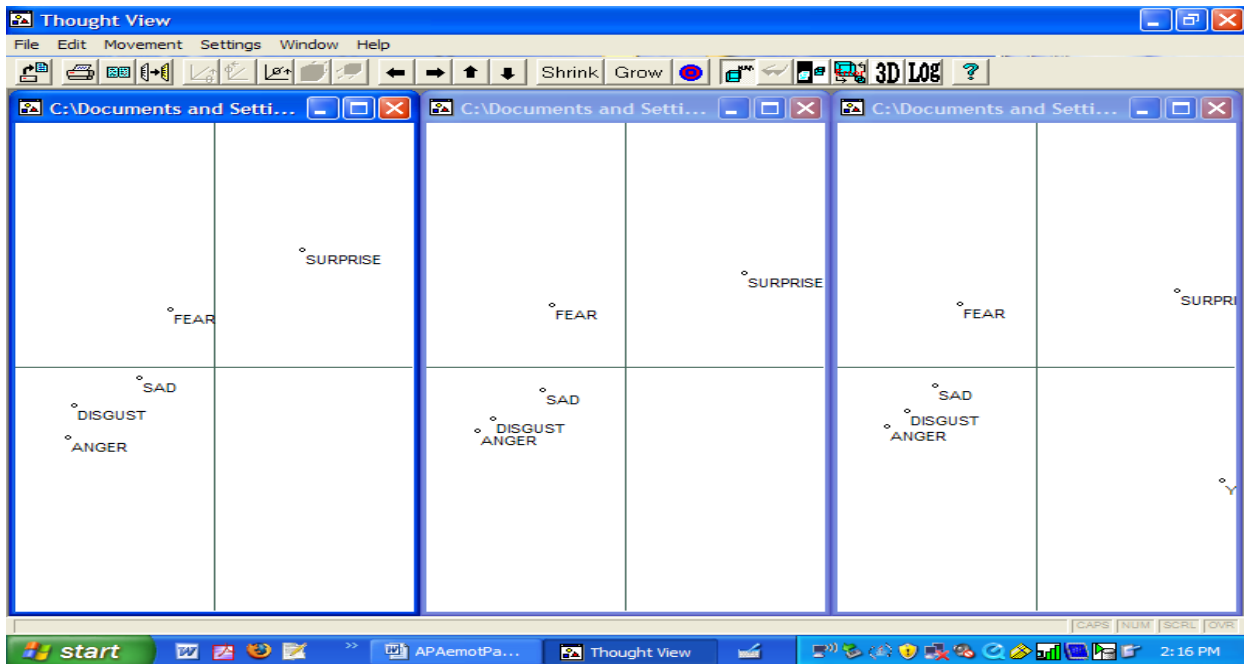 Thought View
File Edit Movement Settings Window Help
Shrink Grow 3D LOG ?
C:\Documents and Setti...
SURPRISE
FEAR
SAD
DISGUST
ANGER
C:\Documents and Setti...
SURPRISE
FEAR
SAD
DISGUST
ANGER
C:\Documents and Setti...
SURPRI
FEAR
SAD
DISGUST
ANGER
Y
CAPS NUM SCRL OVR
start APAemotPa... Thought View 2:16 PM